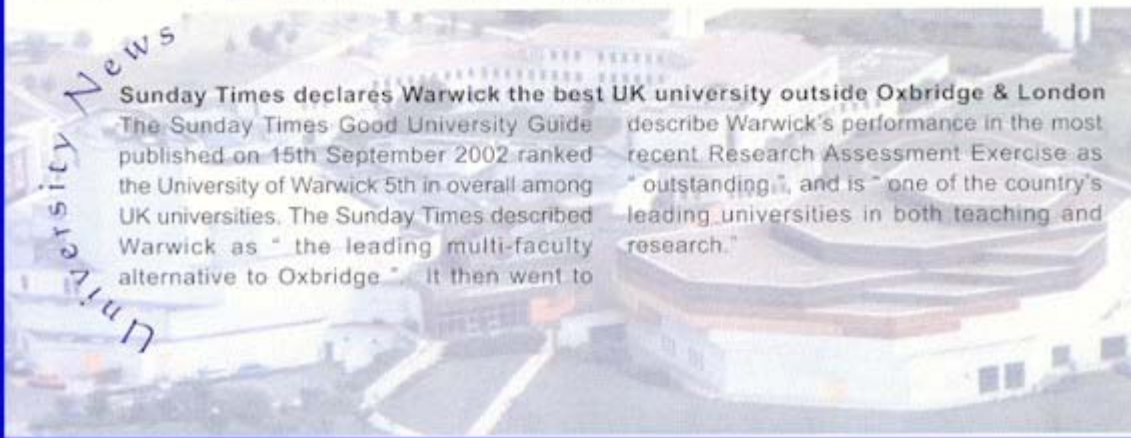 University News
Sunday Times declares Warwick the best UK university outside Oxbridge & London
The Sunday Times Good University Guide
published on 15th September 2002 ranked
the University of Warwick 5th in overall among
UK universities. The Sunday Times described
Warwick as " the leading multi-faculty
alternative to Oxbridge ". It then went to
describe Warwick's performance in the most
recent Research Assessment Exercise as
" outstanding ", and is " one of the country's
leading universities in both teaching and
research."